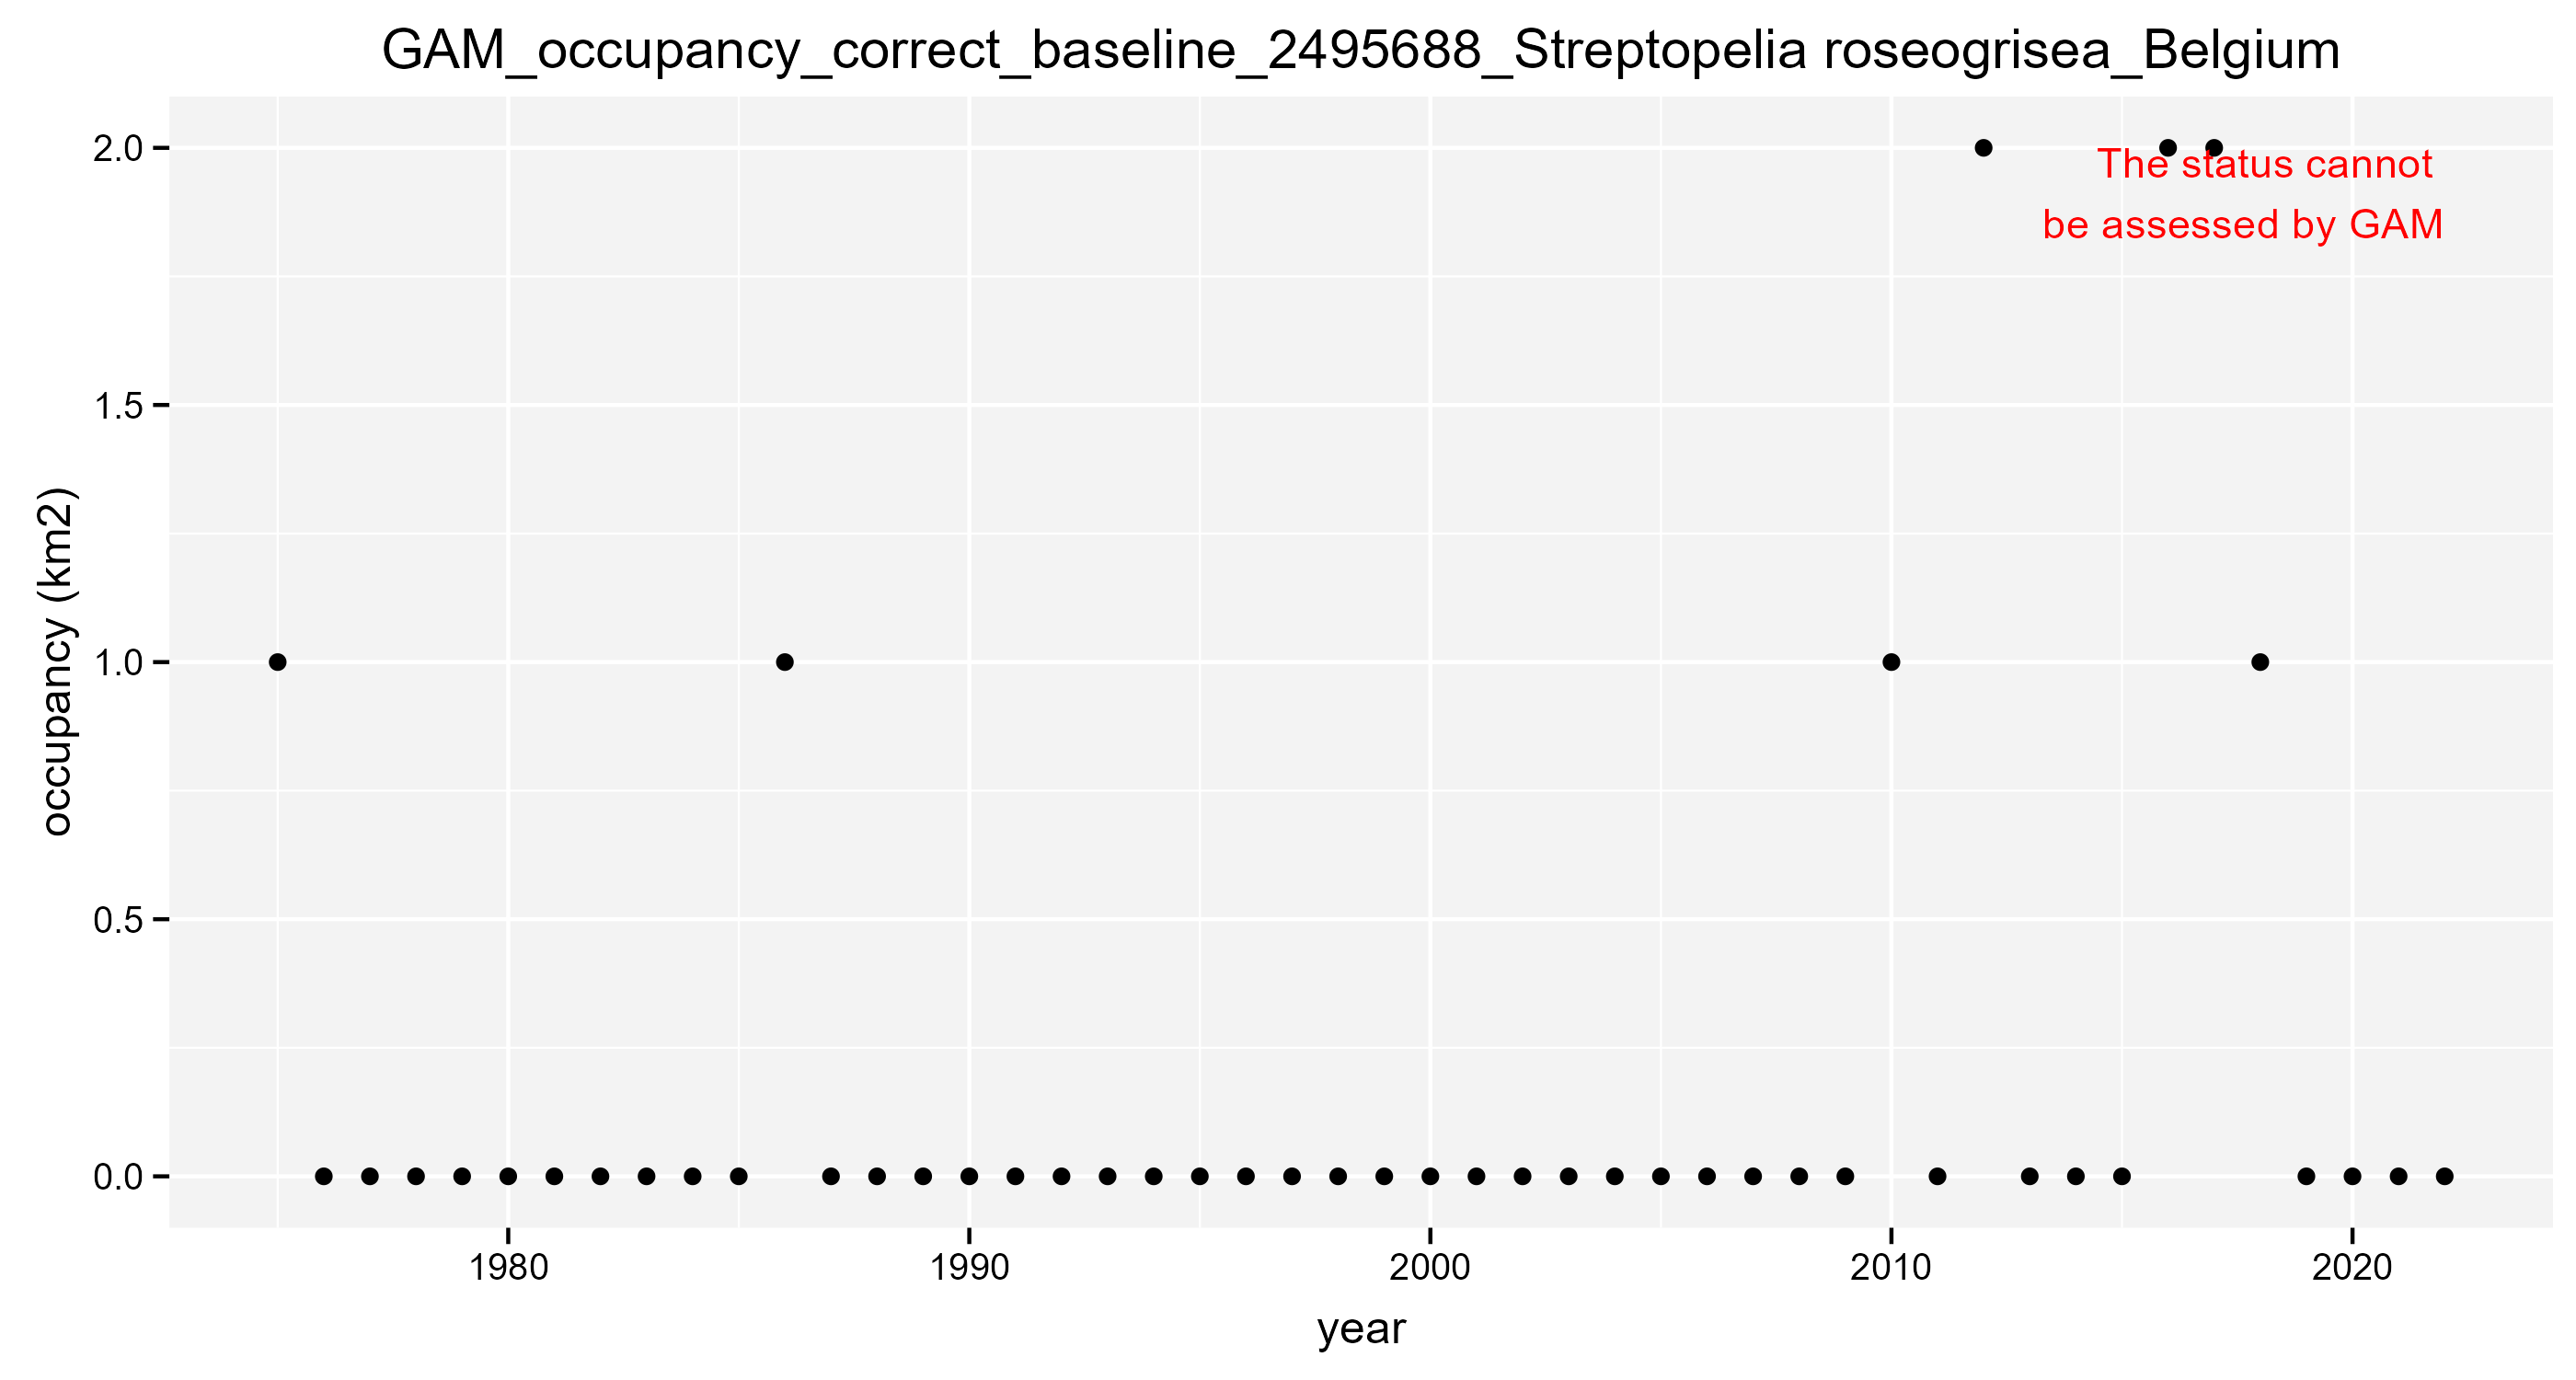 GAM_occupancy_correct_baseline_2495688_Streptopelia roseogrisea_Belgium
2.0
The status cannot
be assessed by GAM
1.5
1.0
0.5
0.0
occupancy (km2)
1980 1990 2000 2010 2020
year